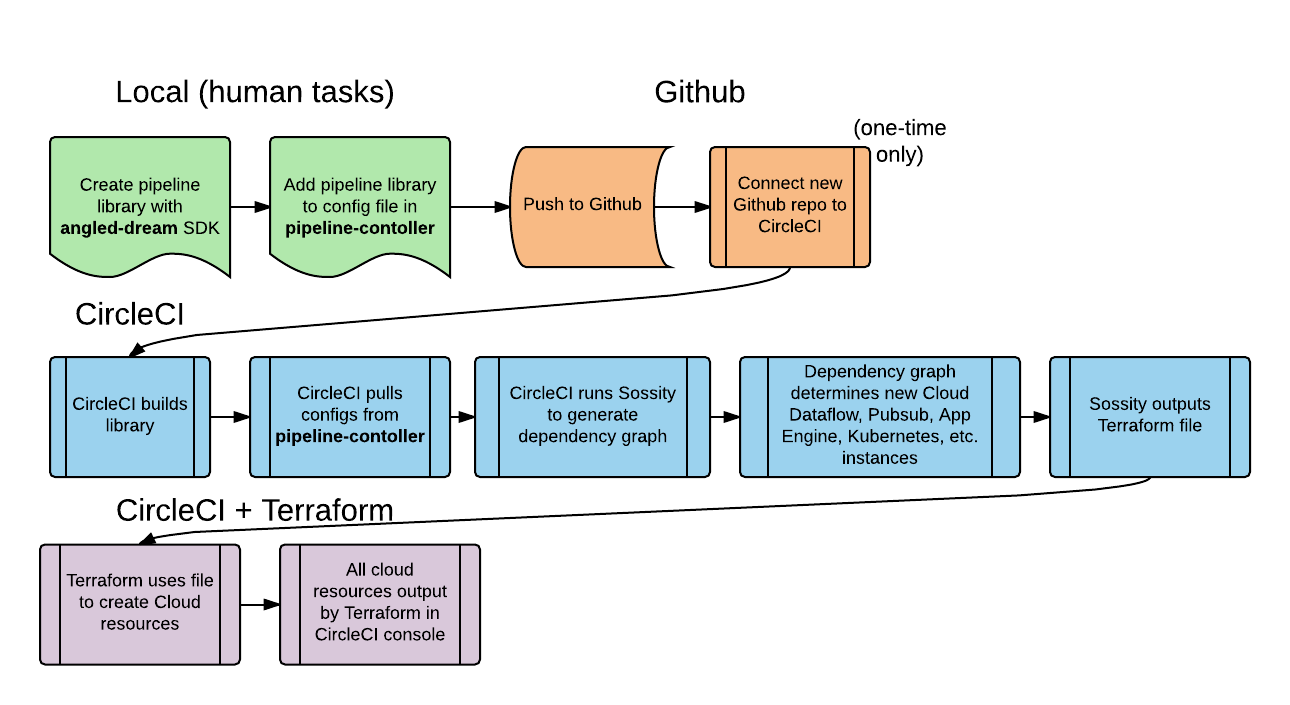 Local (human tasks)
Github
(one-time
only)
Create pipeline
library with
angled-dream SDK
Add pipeline library
to config file in
pipeline-contoller
Push to Github
Connect new
Github repo to
CircleCI
CircleCI
CircleCI builds
library
CircleCI pulls
configs from
pipeline-contoller
CircleCI runs Sossity
to generate
dependency graph
Dependency graph
determines new Cloud
Dataflow, Pubsub, App
Engine, Kubernetes, etc.
instances
Sossity outputs
Terraform file
CircleCI + Terraform
Terraform uses file
to create Cloud
resources
All cloud
resources output
by Terraform in
CircleCI console